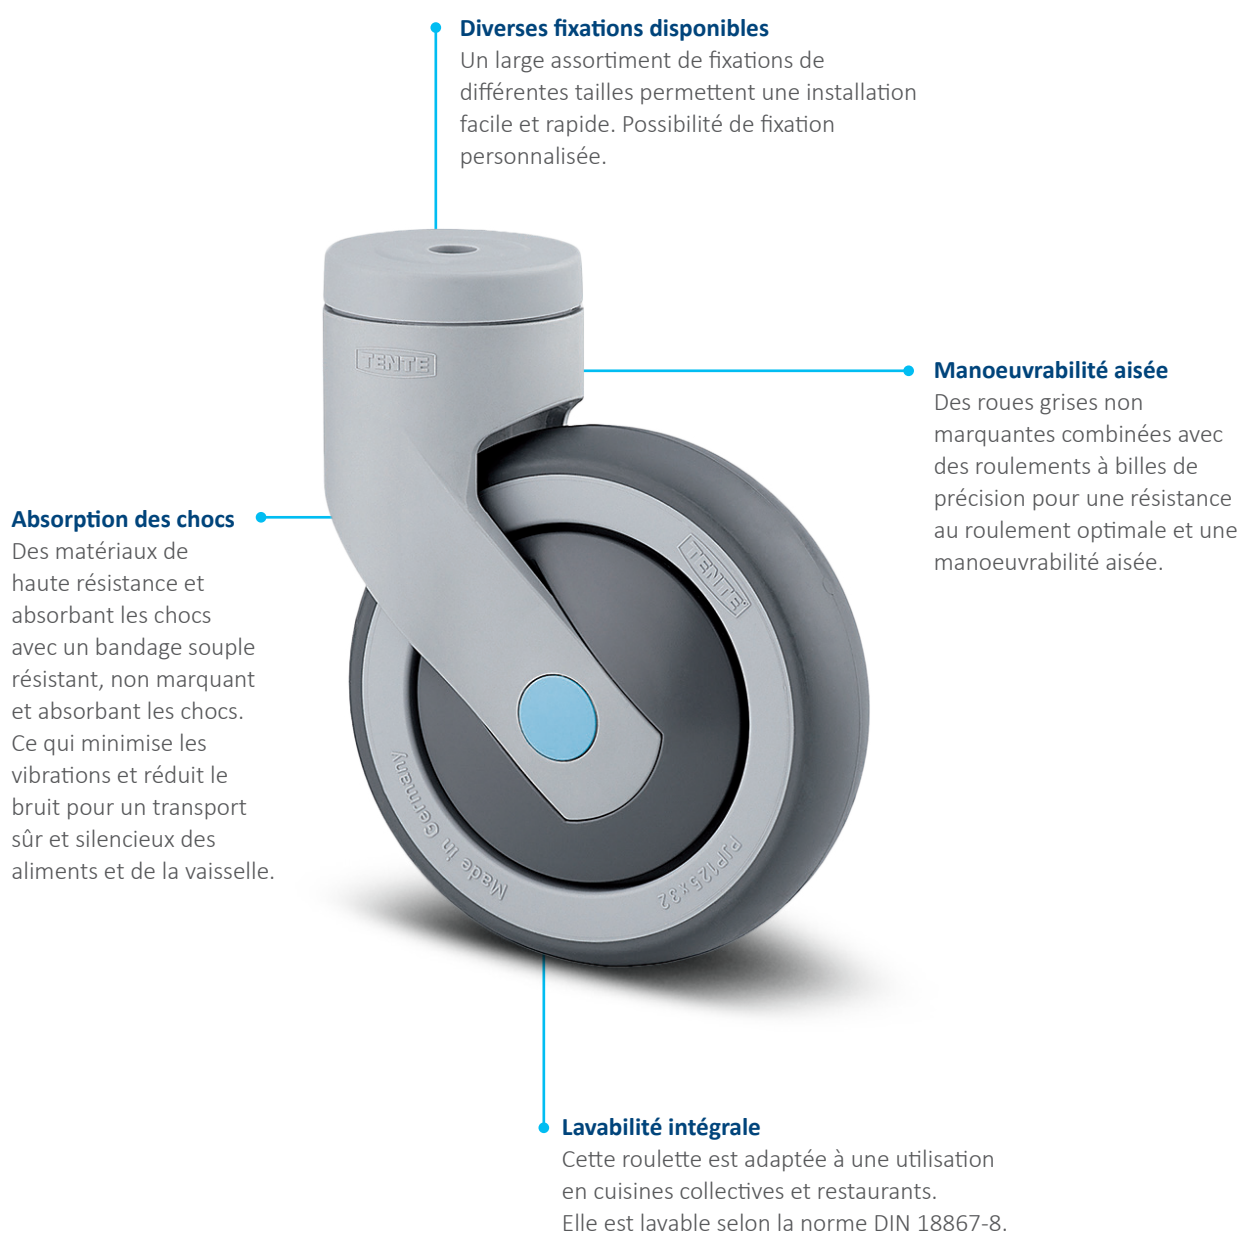 Diverses fixations disponibles
Un large assortiment de fixations de
différentes tailles permettent une installation
facile et rapide. Possibilité de fixation
personnalisée.
TENTE
Manoeuvrabilité aisée
Des roues grises non
marquantes combinées avec
des roulements à billes de
précision pour une résistance
au roulement optimale et une
manoeuvrabilité aisée.
Absorption des chocs
Des matériaux de
haute résistance et
absorbant les chocs
avec un bandage souple
résistant, non marquant
et absorbant les chocs.
Ce qui minimise les
vibrations et réduit le
bruit pour un transport
sûr et silencieux des
aliments et de la vaisselle.
TENTE
Made in Germany
PJP125x32
Lavabilité intégrale
Cette roulette est adaptée à une utilisation
en cuisines collectives et restaurants.
Elle est lavable selon la norme DIN 18867-8.